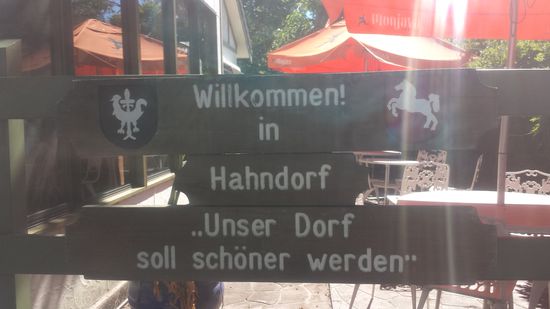 Willkommen!
in
Hahndorf
„Unser Dorf
soll schöner werden“